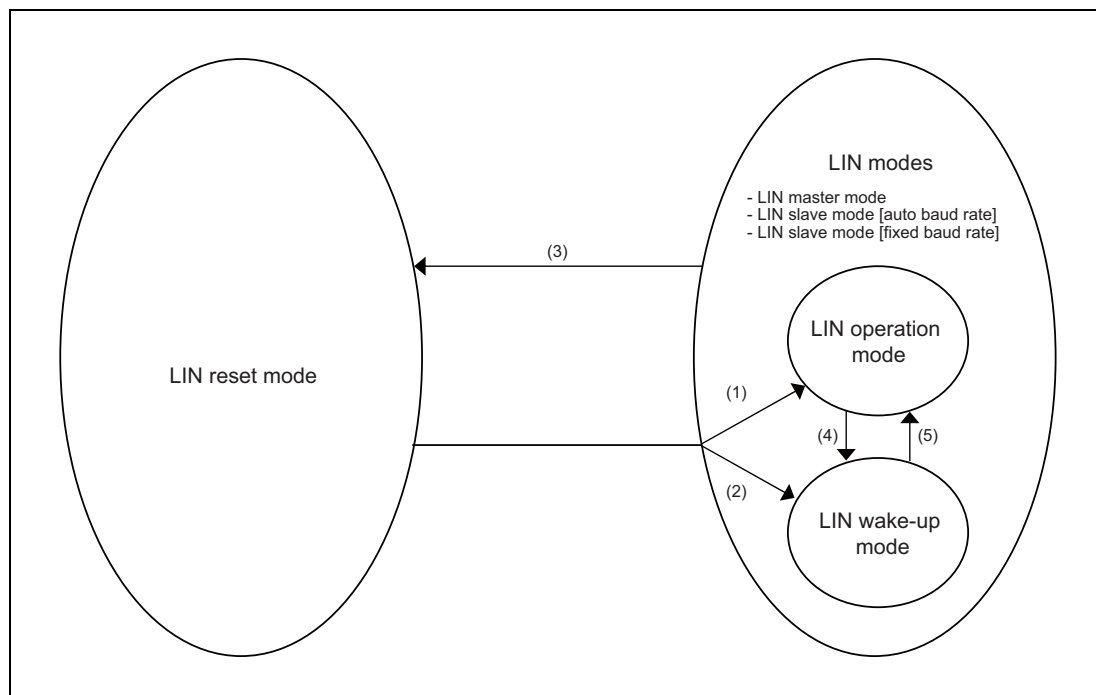 LIN modes
- LIN master mode
- LIN slave mode [auto baud rate]
- LIN slave mode [fixed baud rate]
(3)
LIN operation
mode
LIN reset mode
(1)
(4)
(5)
(2)
LIN wake-up
mode